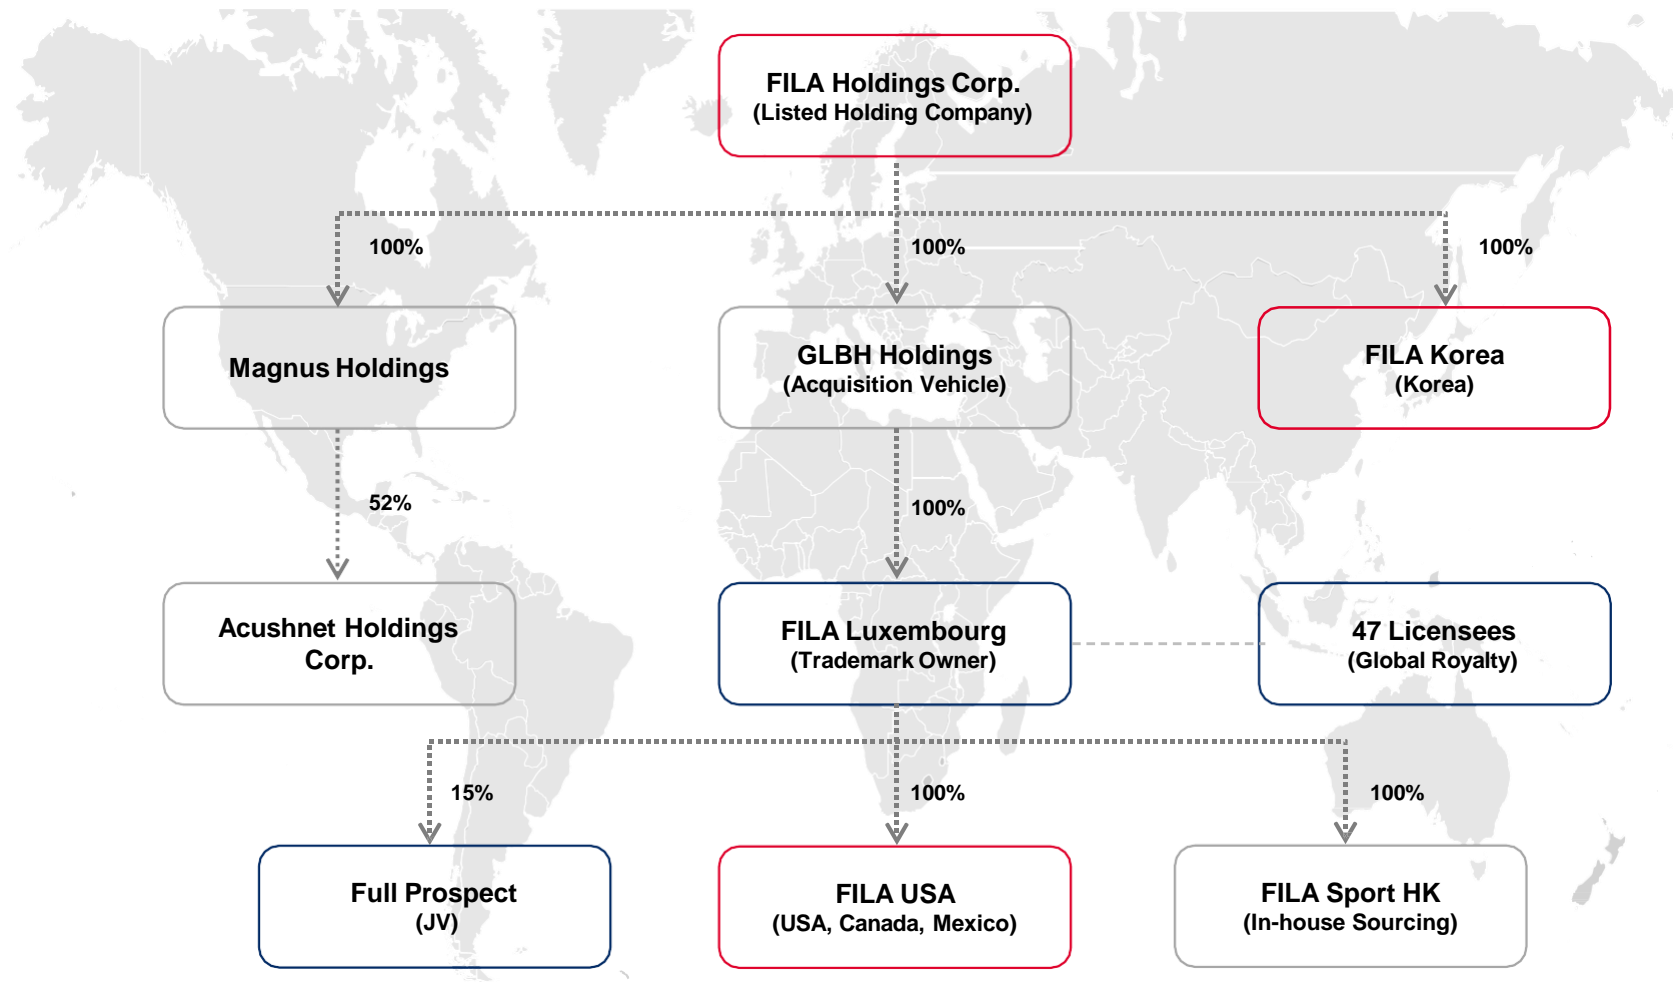 FILA Holdings Corp.
(Listed Holding Company)
100%
100%
100%
Magnus Holdings
GLBH Holdings
(Acquisition Vehicle)
FILA Korea
(Korea)
52%
100%
Acushnet Holdings
Corp.
FILA Luxembourg
(Trademark Owner)
47 Licensees
(Global Royalty)
15%
100%
100%
Full Prospect
(JV)
FILA USA
(USA, Canada, Mexico)
FILA Sport HK
(In-house Sourcing)